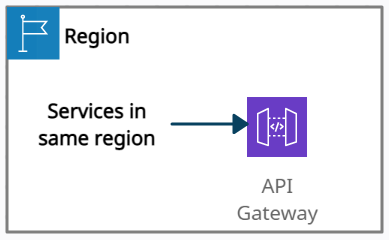 Region
Services in
same region
API
Gateway